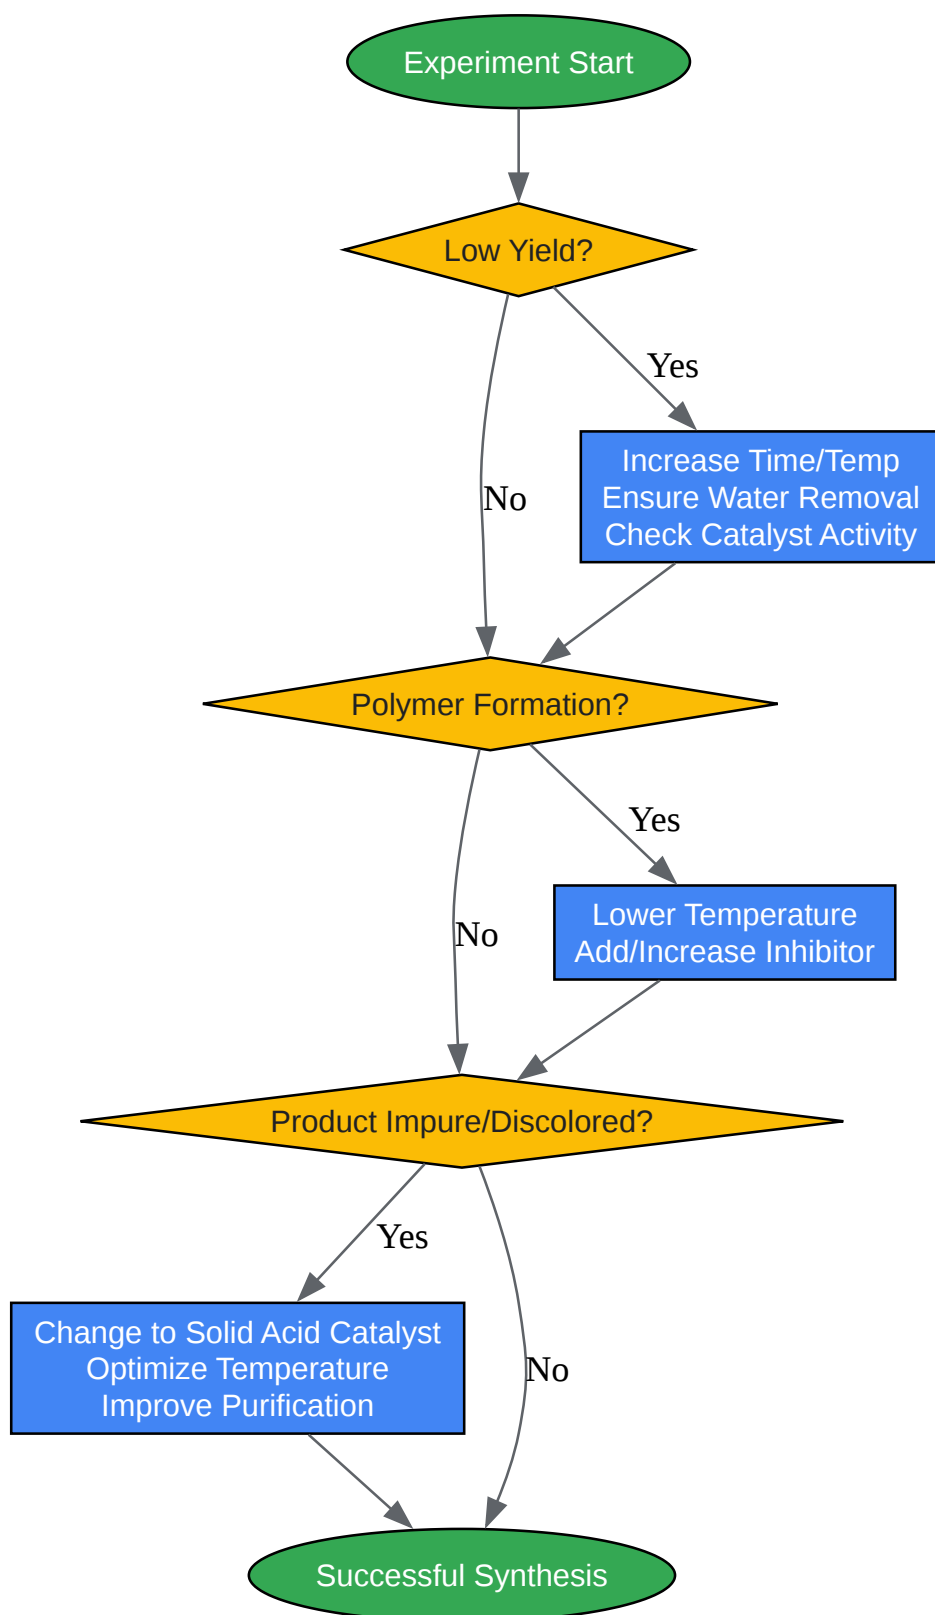 Experiment Start
Low Yield?
Yes
Increase Time/Temp
Ensure Water Removal
Check Catalyst Activity
No
Polymer Formation?
Yes
Lower Temperature
Add/Increase Inhibitor
No
Product Impure/Discolored?
Yes
Change to Solid Acid Catalyst
Optimize Temperature
Improve Purification
No
Successful Synthesis